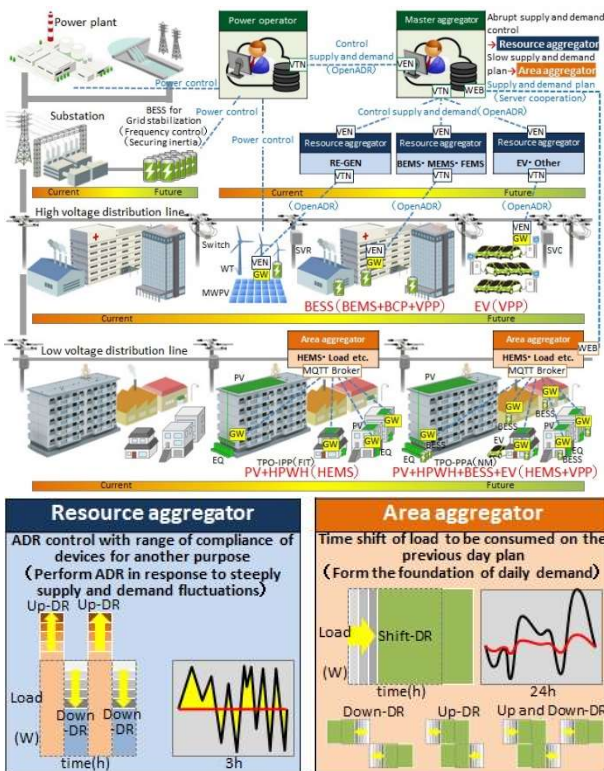 Power plant
Power operator
Master aggregator
Abrupt supply and demand
control
→Resource aggregator
Slow supply and demand
plan→Area aggregator
Control
supply and demand
(OpenADR)
VTN
VEN
VTN
WEB
Power control
Supply and demand plan
(Server cooperation)
Substation
BESS for
Grid stabilization
(Frequency control)
(Securing inertia)
Power control
Power control
Control supply and demand(OpenADR)
VEN
VEN
VEN
Resource aggregator
Resource aggregator
Resource aggregator
RE-GEN
BEMS・MEMS・FEMS
EV・Other
VTN
VTN
VTN
Current
Future
Current
Future
High voltage distribution line
(OpenADR)
(OpenADR)
(OpenADR)
Switch
WT
VEN
GW
MWPV
SVR
VEN
GW
VEN
GW
SVC
BESS(BEMS+BCP+VPP)
EV(VPP)
Current
Future
Low voltage distribution line
Area aggregator
HEMS・Load etc.
MQTT Broker
Area aggregator
HEMS・Load etc.
MQTT Broker
WEB
PV
GW
GW
GW
GW
PV
EQ
EQ
PV
GW
BESS
GW
GW
GW
GW
BESS
BESS
EV
PV
EQ
EQ
BESS
TPO-IPP(FIT)
TPO-PPA(NM)
PV+HPWH(HEMS)
PV+HPWH+BESS+EV(HEMS+VPP)
Current
Future
Resource aggregator
ADR control with range of compliance of
devices for another purpose
(Perform ADR in response to steeply
supply and demand fluctuations)
Up-DR
Up-DR
Load
(W)
Down
-DR
Down
-DR
time(h)
3h
Area aggregator
Time shift of load to be consumed on the
previous day plan
(Form the foundation of daily demand)
Load
(W)
Shift-DR
time(h)
24h
Down-DR
Up-DR
Up and Down-DR